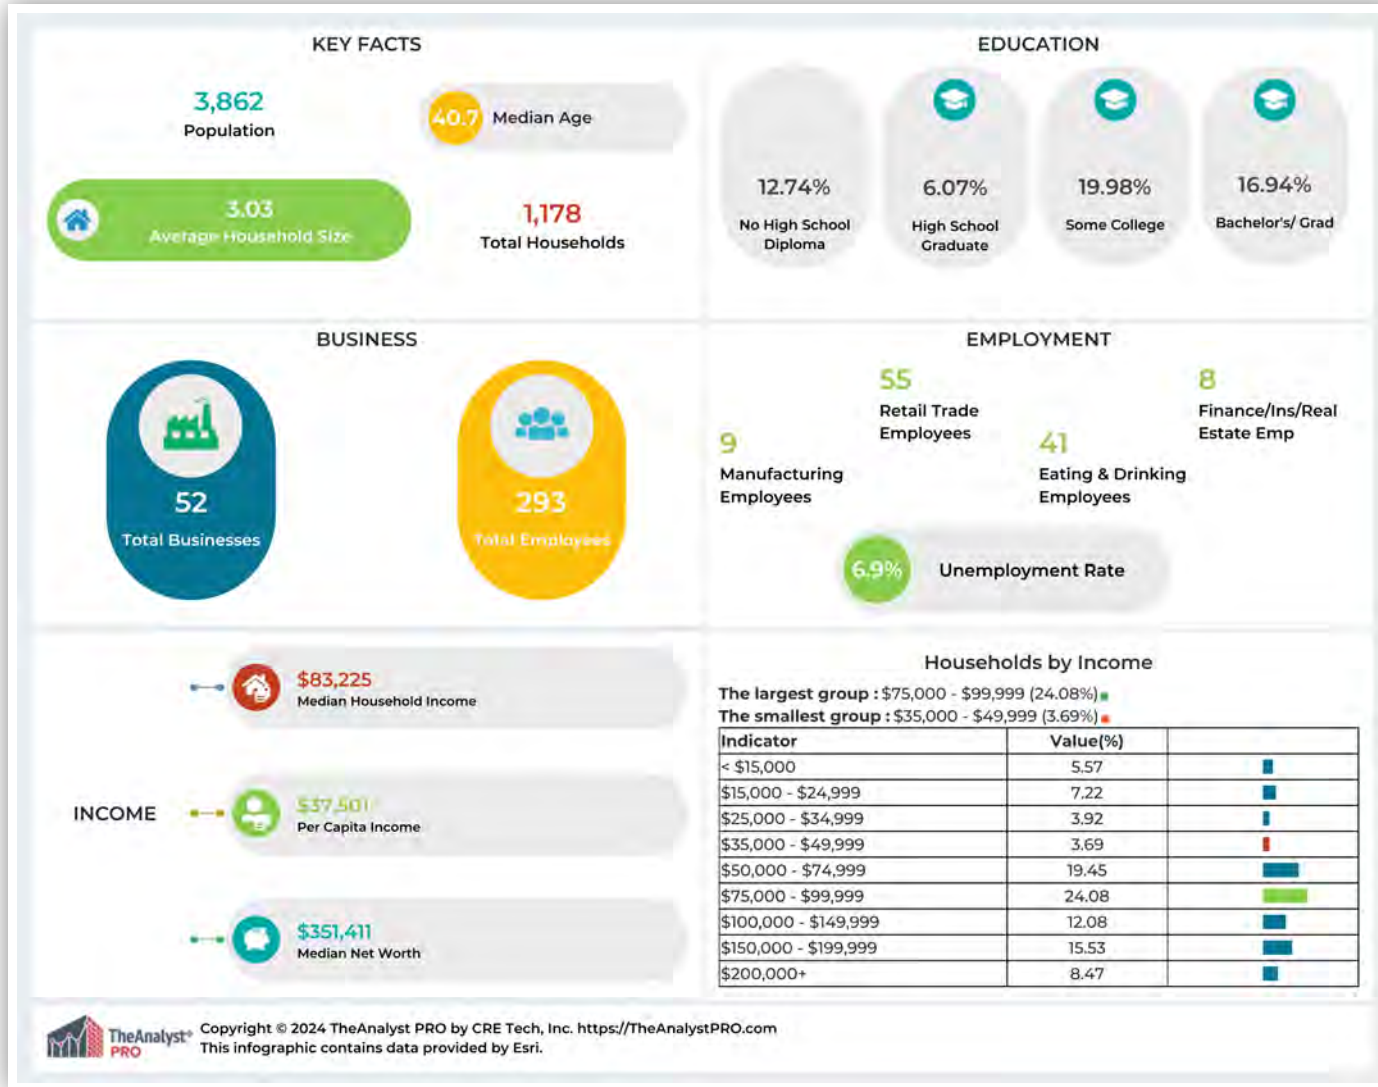 KEY FACTS
3,862
Population
40.7 Median Age
3.03
Average Household Size
1,178
Total Households
EDUCATION
12.74%
No High School
Diploma
6.07%
High School
Graduate
19.98%
Some College
16.94%
Bachelor's/ Grad
BUSINESS
52
Total Businesses
293
Total Employees
EMPLOYMENT
9
Manufacturing
Employees
55
Retail Trade
Employees
41
Eating & Drinking
Employees
8
Finance/Ins/Real
Estate Emp
6.9% Unemployment Rate
INCOME
$83,225
Median Household Income
$37,501
Per Capita Income
$351,411
Median Net Worth
Households by Income
The largest group : $75,000 - $99,999 (24.08%)
The smallest group : $35,000 - $49,999 (3.69%)
Indicator Value(%)
< $15,000 5.57
$15,000 - $24,999 7.22
$25,000 - $34,999 3.92
$35,000 - $49,999 3.69
$50,000 - $74,999 19.45
$75,000 - $99,999 24.08
$100,000 - $149,999 12.08
$150,000 - $199,999 15.53
$200,000+ 8.47
TheAnalyst®
PRO
Copyright © 2024 TheAnalyst PRO by CRE Tech, Inc. https://TheAnalystPRO.com
This infographic contains data provided by Esri.